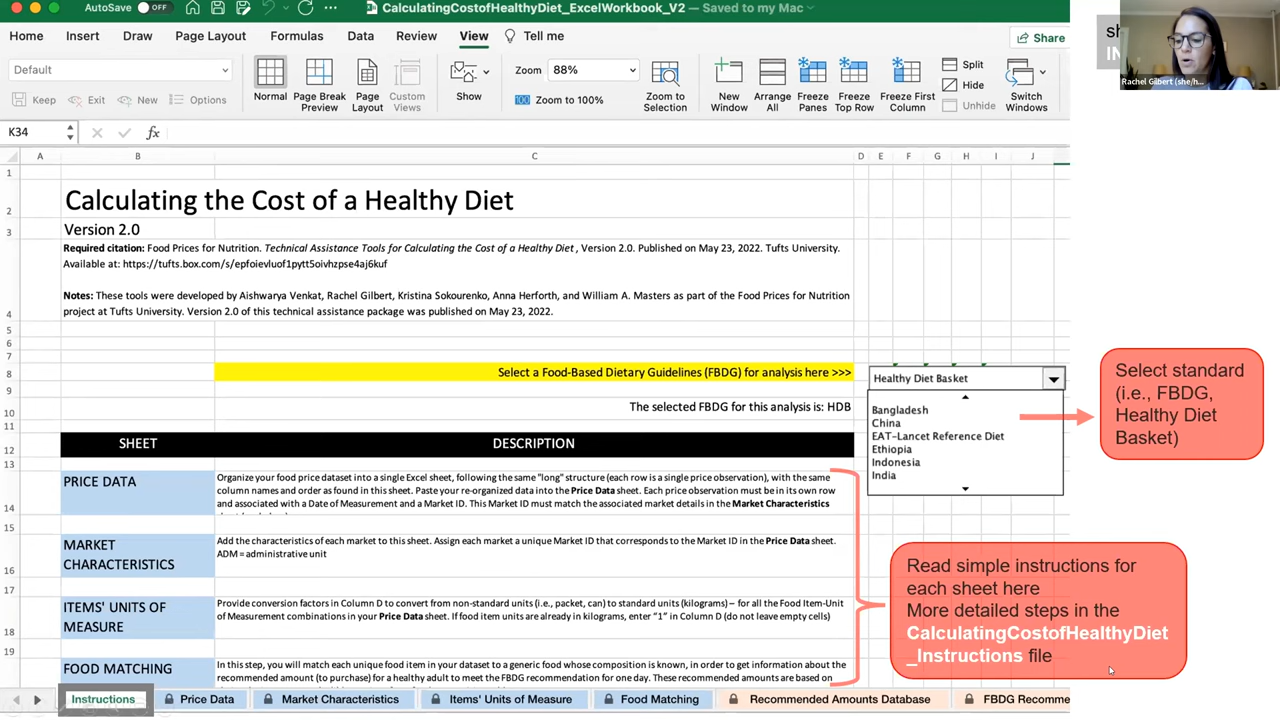 AutoSave OFF
CalculatingCostofHealthyDiet_ExcelWorkbook_V2 — Saved to my Mac
Home Insert Draw Page Layout Formulas Data Review View Tell me
Share
Default
Keep Exit New Options
Normal
Page Break Preview
Page Layout
Custom Views
Show
Zoom 88%
100 Zoom to 100%
Zoom to Selection
New Window
Arrange All
Freeze Panes
Freeze Top Row
Freeze First Column
Split
Hide
Unhide
Switch Windows
Rachel Gilbert (she/h...
K34
fx
A B C D E F G H I J
1
2 Calculating the Cost of a Healthy Diet
3 Version 2.0
Required citation: Food Prices for Nutrition. Technical Assistance Tools for Calculating the Cost of a Healthy Diet, Version 2.0. Published on May 23, 2022. Tufts University.
Available at: https://tufts.box.com/s/epfoievluof1pytt5oivhzpse4aj6kuf
Notes: These tools were developed by Aishwarya Venkat, Rachel Gilbert, Kristina Sokourenko, Anna Herforth, and William A. Masters as part of the Food Prices for Nutrition
4 project at Tufts University. Version 2.0 of this technical assistance package was published on May 23, 2022.
5
6
7
8 Select a Food-Based Dietary Guidelines (FBDG) for analysis here >>>
Healthy Diet Basket
Bangladesh
China
EAT-Lancet Reference Diet
Ethiopia
Indonesia
India
9
10 The selected FBDG for this analysis is: HDB
11
12 SHEET DESCRIPTION
13
PRICE DATA
Organize your food price dataset into a single Excel sheet, following the same "long" structure (each row is a single price observation), with the same
column names and order as found in this sheet. Paste your re-organized data into the Price Data sheet. Each price observation must be in its own row
and associated with a Date of Measurement and a Market ID. This Market ID must match the associated market details in the Market Characteristics
14
15
MARKET CHARACTERISTICS
Add the characteristics of each market to this sheet. Assign each market a unique Market ID that corresponds to the Market ID in the Price Data sheet.
ADM = administrative unit
16
17
ITEMS' UNITS OF MEASURE
Provide conversion factors in Column D to convert from non-standard units (i.e., packet, can) to standard units (kilograms) – for all the Food Item-Unit
of Measurement combinations in your Price Data sheet. If food item units are already in kilograms, enter "1" in Column D (do not leave empty cells)
18
19
FOOD MATCHING
In this step, you will match each unique food item in your dataset to a generic food whose composition is known, in order to get information about the
recommended amount (to purchase) for a healthy adult to meet the FBDG recommendation for one day. These recommended amounts are based on
Select standard
(i.e., FBDG,
Healthy Diet
Basket)
Read simple instructions for
each sheet here
More detailed steps in the
CalculatingCostofHealthyDiet
_Instructions file
Instructions Price Data Market Characteristics Items' Units of Measure Food Matching Recommended Amounts Database FBDG Recomme